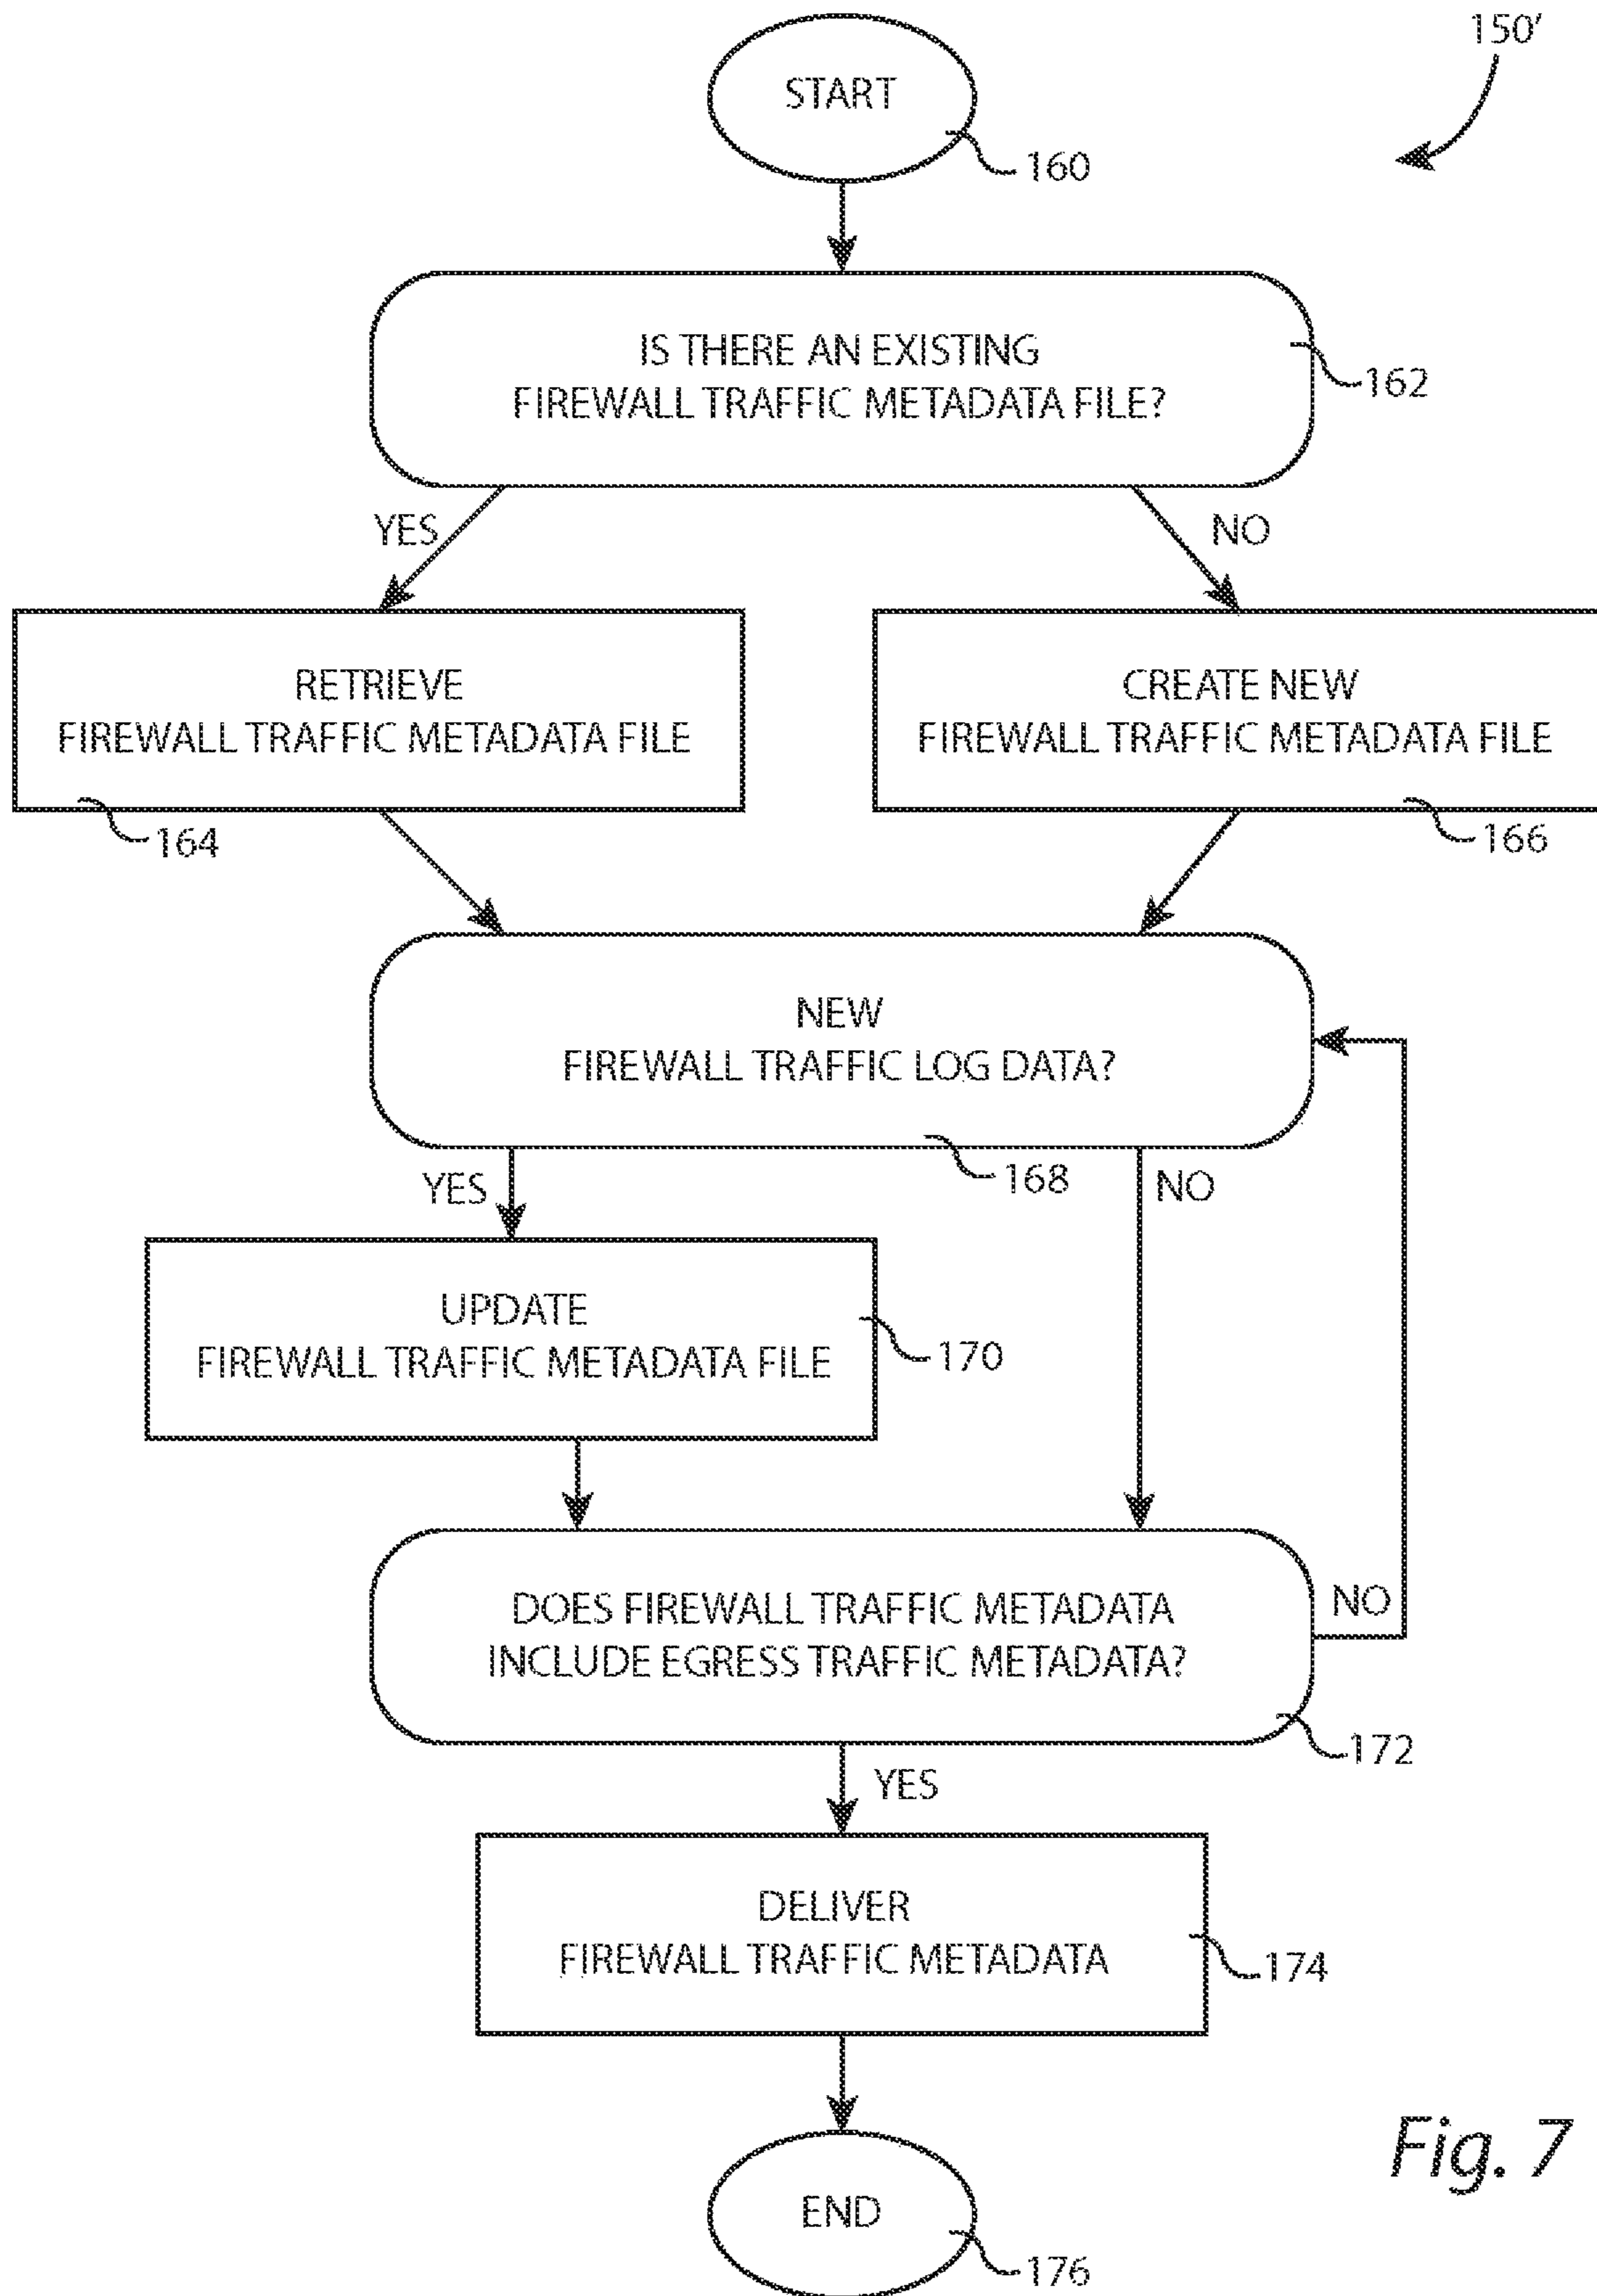 150'
START
160
IS THERE AN EXISTING
FIREWALL TRAFFIC METADATA FILE?
162
YES
NO
RETRIEVE
FIREWALL TRAFFIC METADATA FILE
164
CREATE NEW
FIREWALL TRAFFIC METADATA FILE
166
NEW
FIREWALL TRAFFIC LOG DATA?
168
YES
NO
UPDATE
FIREWALL TRAFFIC METADATA FILE
170
DOES FIREWALL TRAFFIC METADATA
INCLUDE EGRESS TRAFFIC METADATA?
NO
172
YES
DELIVER
FIREWALL TRAFFIC METADATA
174
END
176
Fig. 7